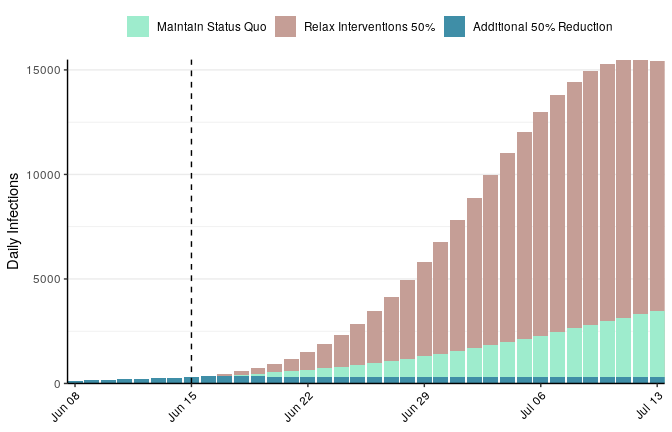 Maintain Status Quo Relax Interventions 50% Additional 50% Reduction
Daily Infections
15000
10000
5000
0
Jun 08 Jun 15 Jun 22 Jun 29 Jul 06 Jul 13